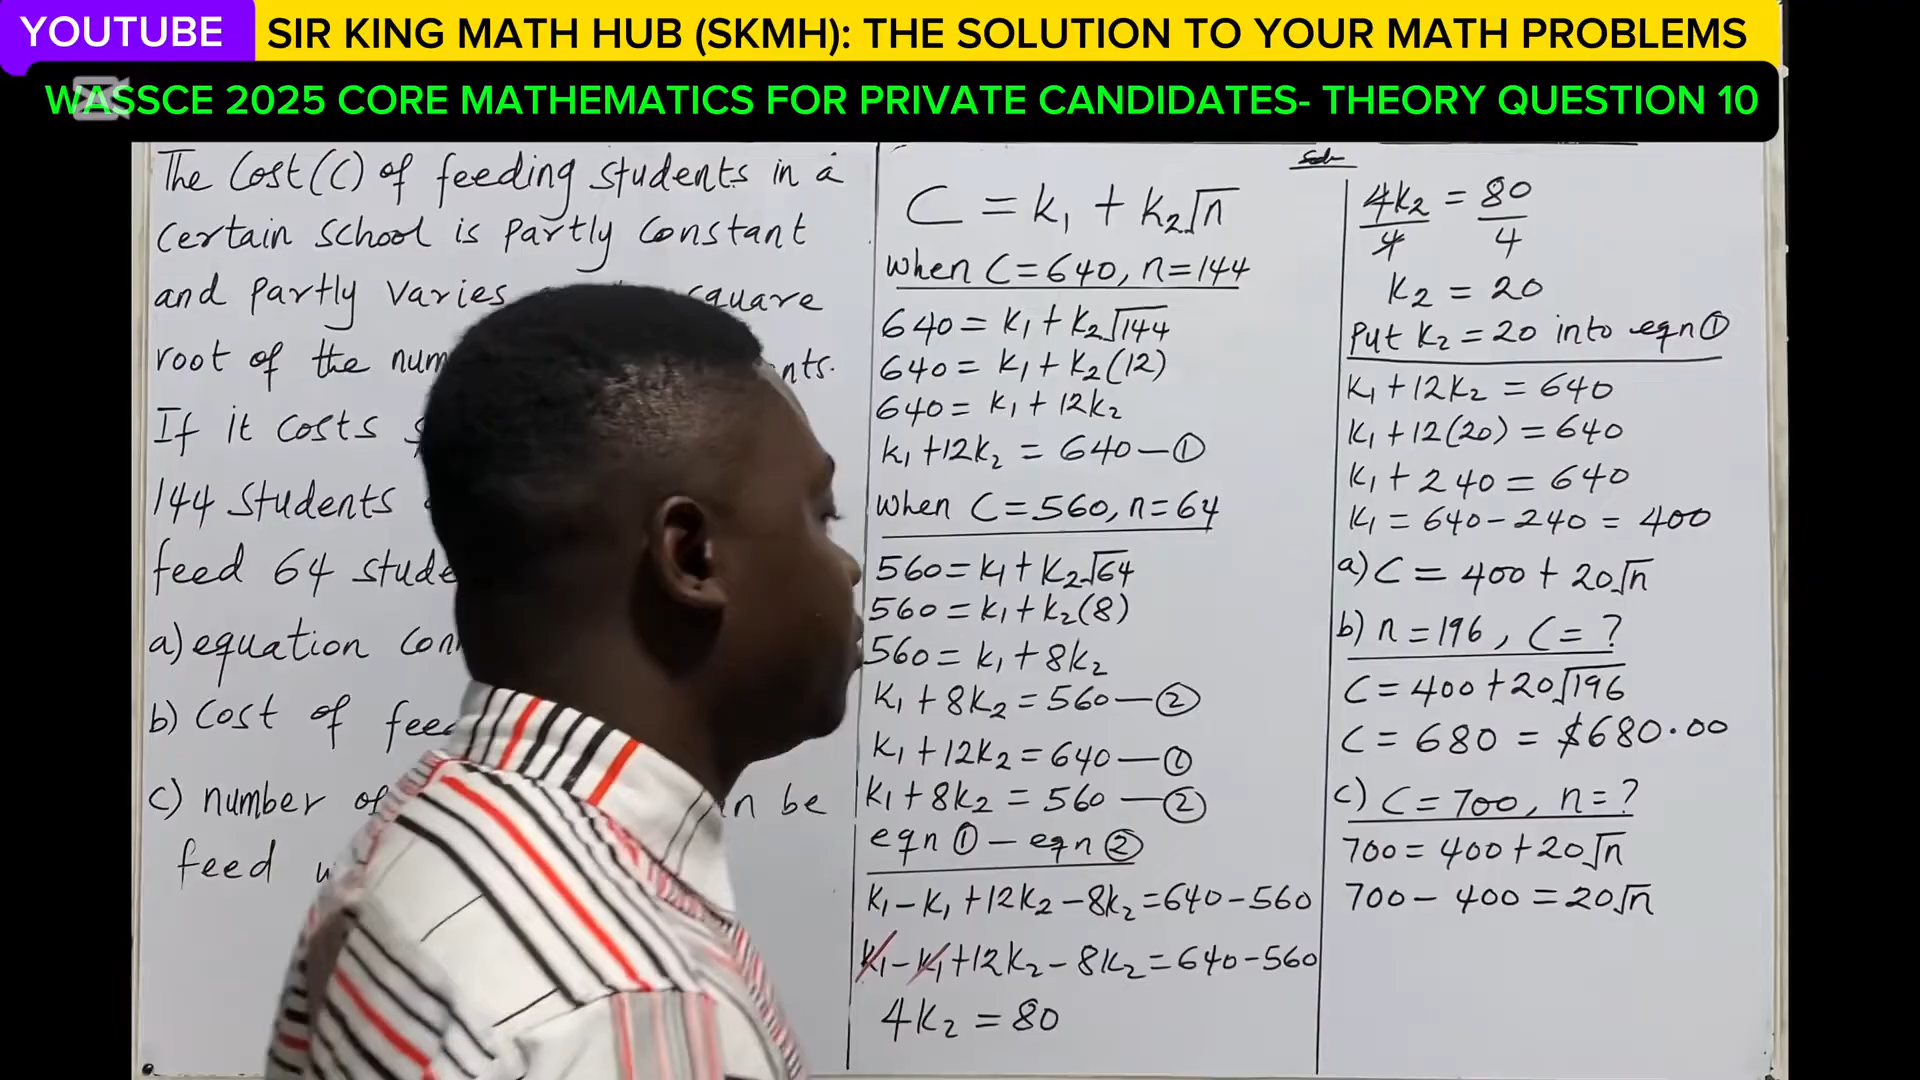 YOUTUBE
SIR KING MATH HUB (SKMH): THE SOLUTION TO YOUR MATH PROBLEMS
WASSCE 2025 CORE MATHEMATICS FOR PRIVATE CANDIDATES- THEORY QUESTION 10
The Cost(C) of feeding students in a
certain school is partly constant
and partly varies square
root of the
If it costs
144 students
feed 64
a) equation
b) Cost of
c) number of be
feed
C = k₁ + k₂√n
When C=640, n=144
640 = k₁ + k₂√144
640 = k₁ + k₂(12)
640 = k₁ + 12k₂
k₁ + 12k₂ = 640 — ①
When C=560, n=64
560 = k₁ + k₂√64
560 = k₁ + k₂(8)
560 = k₁ + 8k₂
k₁ + 8k₂ = 560 — ②
k₁ + 12k₂ = 640 — ①
k₁ + 8k₂ = 560 — ②
eqn ① — eqn ②
k₁ - k₁ + 12k₂ - 8k₂ = 640 - 560
k₁ - k₁ + 12k₂ - 8k₂ = 640 - 560
4k₂ = 80
Soln
4k₂ = 80
4 4
k₂ = 20
Put k₂ = 20 into eqn ①
k₁ + 12k₂ = 640
k₁ + 12(20) = 640
k₁ + 240 = 640
k₁ = 640 - 240 = 400
a) C = 400 + 20√n
b) n = 196, C = ?
C = 400 + 20√196
C = 680 = $680.00
c) C = 700, n = ?
700 = 400 + 20√n
700 - 400 = 20√n